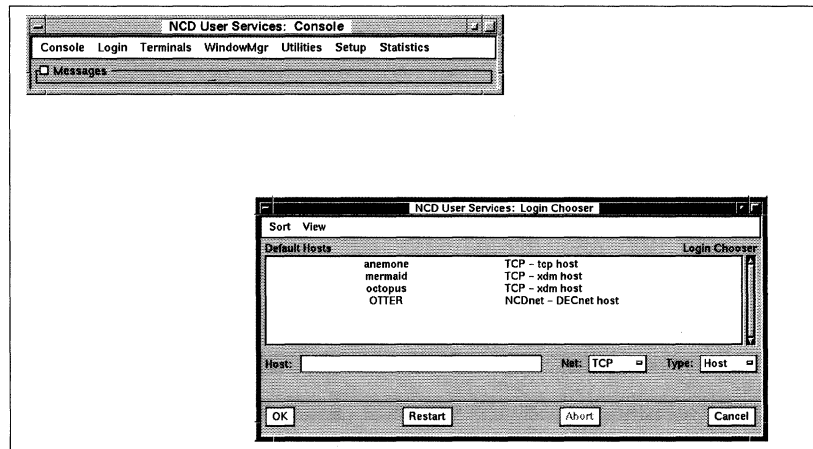 NCD User Services: Console
Console Login Terminals WindowMgr Utilities Setup Statistics
Messages
NCD User Services: Login Chooser
Sort View
Default Hosts Login Chooser
anemone TCP – tcp host
mermaid TCP – xdm host
octopus TCP – xdm host
OTTER NCDnet – DECnet host
Host: Net: TCP Type: Host
OK Restart Abort Cancel